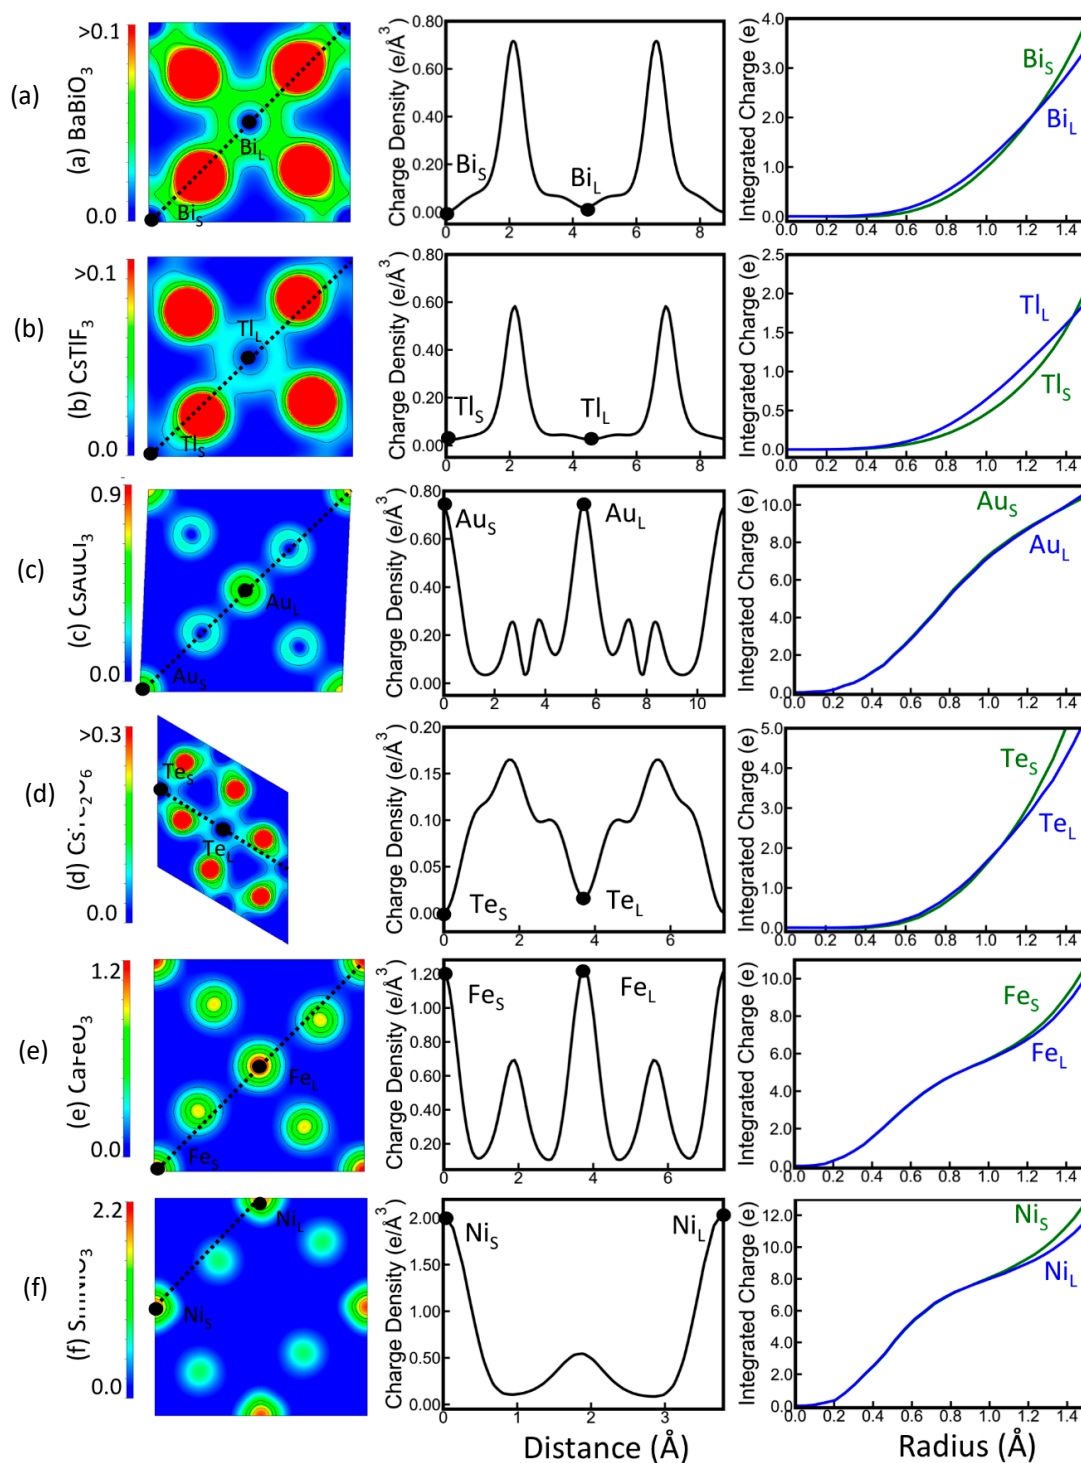 (a)
(a) BaBiO3
>0.1
0.0
BiL
BiS
Charge Density (e/Å3)
0.80
0.60
0.40
0.20
0.00
BiS
BiL
0 2 4 6 8
Integrated Charge (e)
4.0
3.0
2.0
1.0
0.0
BiS
BiL
0.0 0.2 0.4 0.6 0.8 1.0 1.2 1.4
(b)
(b) CsTlF3
>0.1
0.0
TlL
TlS
Charge Density (e/Å3)
0.80
0.60
0.40
0.20
0.00
TlS
TlL
0 2 4 6 8
Integrated Charge (e)
2.5
2.0
1.5
1.0
0.5
0.0
TlL
TlS
0.0 0.2 0.4 0.6 0.8 1.0 1.2 1.4
(c)
(c) CsAuCl3
0.9
0.0
AuL
AuS
Charge Density (e/Å3)
0.80
0.60
0.40
0.20
0.00
AuS
AuL
0 2 4 6 8 10
Integrated Charge (e)
10.0
8.0
6.0
4.0
2.0
0.0
AuS
AuL
0.0 0.2 0.4 0.6 0.8 1.0 1.2 1.4
(d)
>0.3
0.0
TeS
TeL
Charge Density (e/Å3)
0.20
0.15
0.10
0.05
0.00
TeS
TeL
0 2 4 6
Integrated Charge (e)
5.0
4.0
3.0
2.0
1.0
0.0
TeS
TeL
0.0 0.2 0.4 0.6 0.8 1.0 1.2 1.4
(e)
(e) CaFeO3
1.2
0.0
FeL
FeS
Charge Density (e/Å3)
1.20
1.00
0.80
0.60
0.40
0.20
FeS
FeL
0 2 4 6
Integrated Charge (e)
10.0
8.0
6.0
4.0
2.0
0.0
FeS
FeL
0.0 0.2 0.4 0.6 0.8 1.0 1.2 1.4
(f)
(f) SmNiO3
2.2
0.0
NiL
NiS
Charge Density (e/Å3)
2.00
1.50
1.00
0.50
0.00
NiS
NiL
0 1 2 3
Distance (Å)
Integrated Charge (e)
12.0
10.0
8.0
6.0
4.0
2.0
0.0
NiS
NiL
0.0 0.2 0.4 0.6 0.8 1.0 1.2 1.4
Radius (Å)